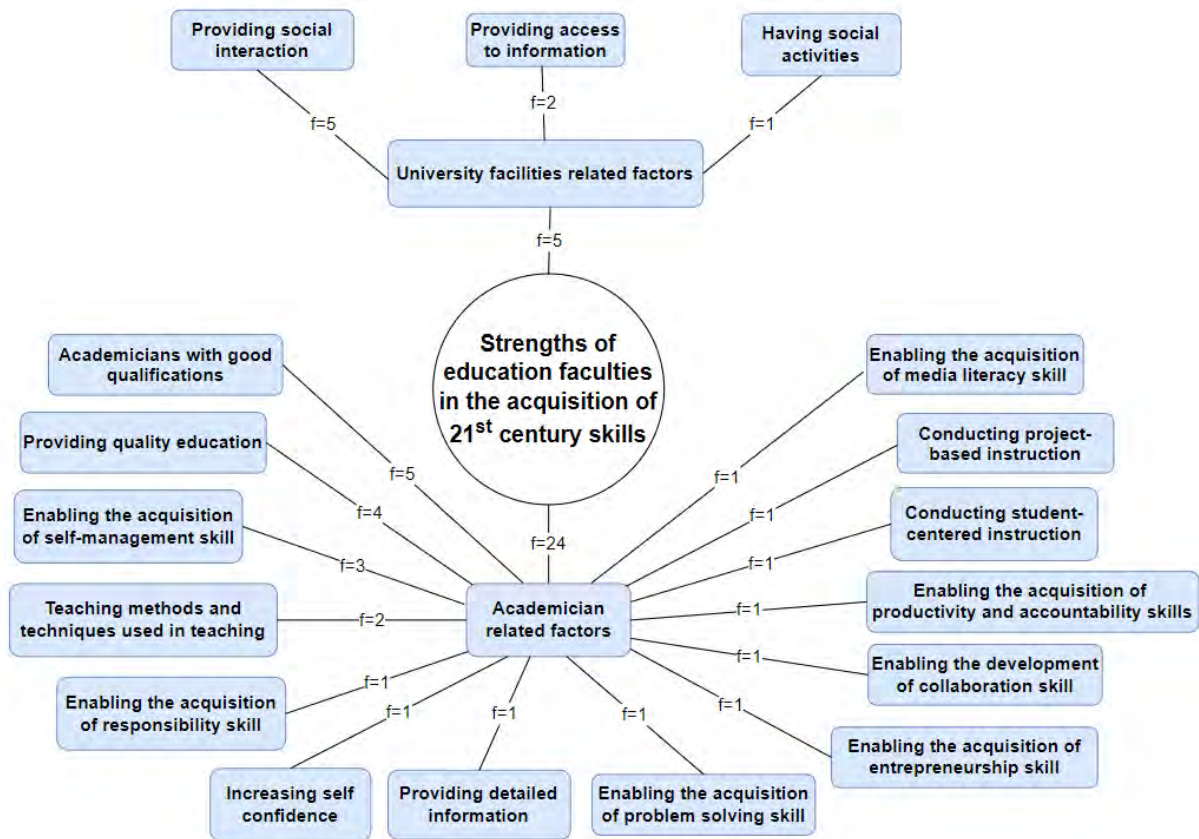 Providing social
interaction
Providing access
to information
Having social
activities
f=5
f=2
f=1
University facilities related factors
f=5
Strengths of
education faculties
in the acquisition of
21st century skills
Academicians with good
qualifications
Providing quality education
Enabling the acquisition
of self-management skill
Teaching methods and
techniques used in teaching
Enabling the acquisition
of responsibility skill
Increasing self
confidence
Providing detailed
information
Enabling the acquisition
of problem solving skill
Enabling the acquisition of
entrepreneurship skill
Enabling the development
of collaboration skill
Enabling the acquisition of
productivity and accountability skills
Conducting student-
centered instruction
Conducting project-
based instruction
Enabling the acquisition
of media literacy skill
f=5
f=4
f=3
f=2
f=1
f=1
f=1
f=1
f=1
f=1
f=1
f=1
f=1
f=1
f=24
Academician
related factors